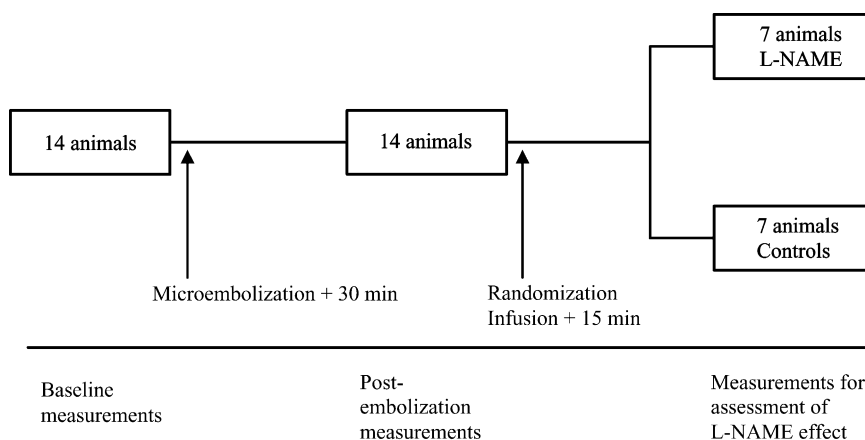 7 animals
L-NAME
14 animals
14 animals
7 animals
Controls
Microembolization + 30 min
Randomization
Infusion + 15 min
Baseline
measurements
Post-
embolization
measurements
Measurements for
assessment of
L-NAME effect